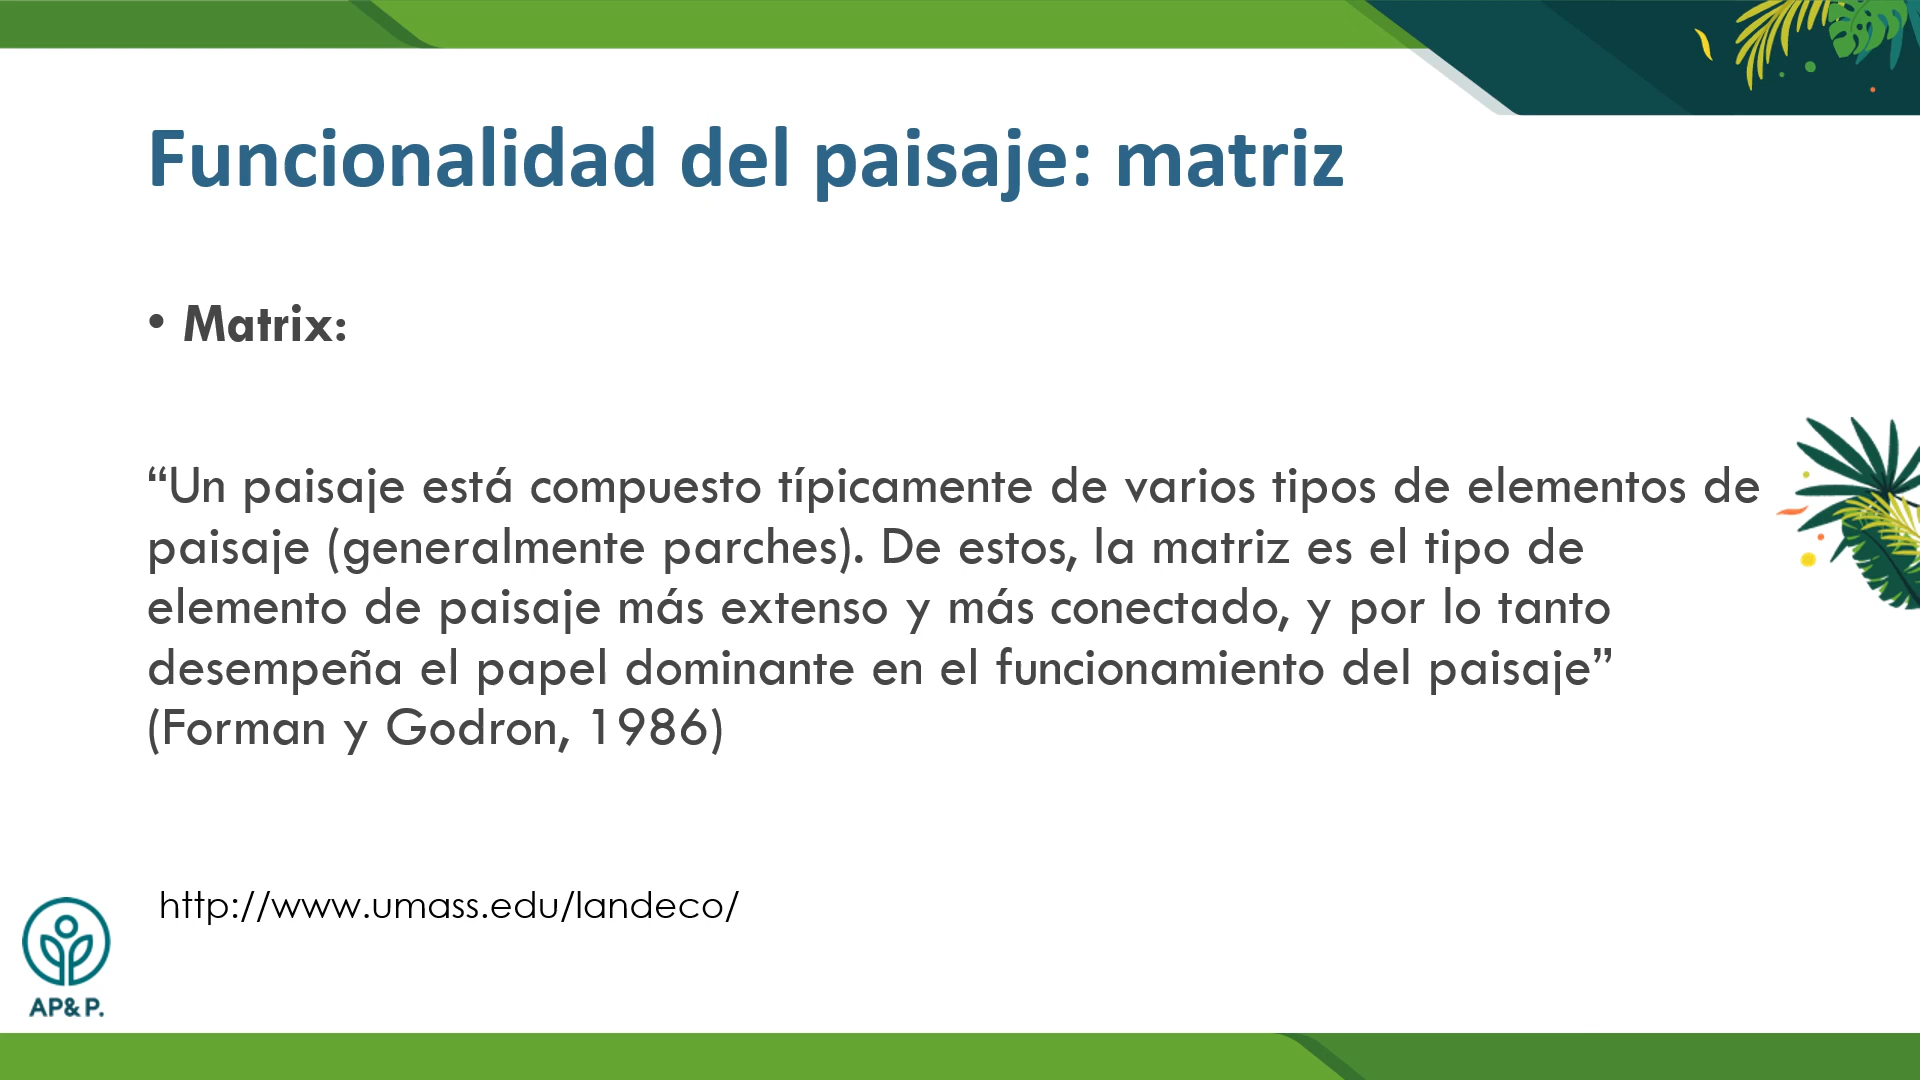 Funcionalidad del paisaje: matriz
• Matrix:
“Un paisaje está compuesto típicamente de varios tipos de elementos de
paisaje (generalmente parches). De estos, la matriz es el tipo de
elemento de paisaje más extenso y más conectado, y por lo tanto
desempeña el papel dominante en el funcionamiento del paisaje”
(Forman y Godron, 1986)
http://www.umass.edu/landeco/
AP&P.